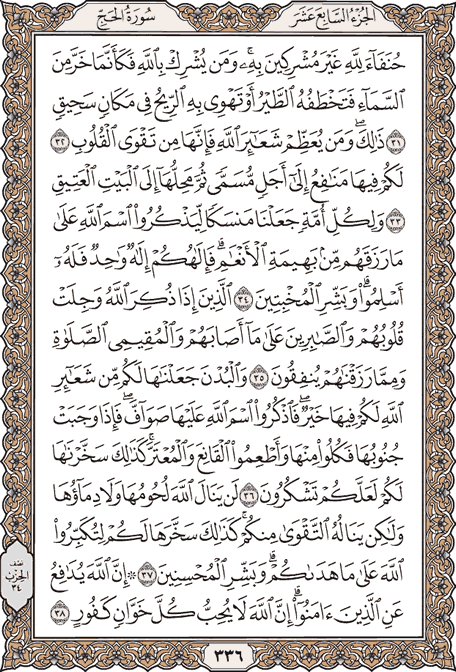 الجزء السابع عشر
سورة الحج
حُنَفَآءَ لِلَّهِ غَيْرَ مُشْرِكِينَ بِهِۦۚ وَمَن يُشْرِكْ بِٱللَّهِ فَكَأَنَّمَا خَرَّ مِنَ
ٱلسَّمَآءِ فَتَخْطَفُهُ ٱلطَّيْرُ أَوْ تَهْوِى بِهِ ٱلرِّيحُ فِى مَكَانٍ سَحِيقٍ
٣١ ذَٰلِكَۖ وَمَن يُعَظِّمْ شَعَـٰٓئِرَ ٱللَّهِ فَإِنَّهَا مِن تَقْوَى ٱلْقُلُوبِ ٣٢
لَكُمْ فِيهَا مَنَـٰفِعُ إِلَىٰٓ أَجَلٍ مُّسَمًّى ثُمَّ مَحِلُّهَآ إِلَى ٱلْبَيْتِ ٱلْعَتِيقِ
٣٣ وَلِكُلِّ أُمَّةٍ جَعَلْنَا مَنسَكًا لِّيَذْكُرُوا۟ ٱسْمَ ٱللَّهِ عَلَىٰ
مَا رَزَقَهُم مِّنۢ بَهِيمَةِ ٱلْأَنْعَـٰمِۗ فَإِلَـٰهُكُمْ إِلَـٰهٌ وَٰحِدٌ فَلَهُۥٓ
أَسْلِمُوا۟ۗ وَبَشِّرِ ٱلْمُخْبِتِينَ ٣٤ ٱلَّذِينَ إِذَا ذُكِرَ ٱللَّهُ وَجِلَتْ
قُلُوبُهُمْ وَٱلصَّـٰبِرِينَ عَلَىٰ مَآ أَصَابَهُمْ وَٱلْمُقِيمِى ٱلصَّلَوٰةِ
وَمِمَّا رَزَقْنَـٰهُمْ يُنفِقُونَ ٣٥ وَٱلْبُدْنَ جَعَلْنَـٰهَا لَكُم مِّن شَعَـٰٓئِرِ
ٱللَّهِ لَكُمْ فِيهَا خَيْرٌۖ فَٱذْكُرُوا۟ ٱسْمَ ٱللَّهِ عَلَيْهَا صَوَآفَّۖ فَإِذَا وَجَبَتْ
جُنُوبُهَا فَكُلُوا۟ مِنْهَا وَأَطْعِمُوا۟ ٱلْقَانِعَ وَٱلْمُعْتَرَّۚ كَذَٰلِكَ سَخَّرْنَـٰهَا
لَكُمْ لَعَلَّكُمْ تَشْكُرُونَ ٣٦ لَن يَنَالَ ٱللَّهَ لُحُومُهَا وَلَا دِمَآؤُهَا
وَلَـٰكِن يَنَالُهُ ٱلتَّقْوَىٰ مِنكُمْۚ كَذَٰلِكَ سَخَّرَهَا لَكُمْ لِتُكَبِّرُوا۟
ٱللَّهَ عَلَىٰ مَا هَدَىٰكُمْۗ وَبَشِّرِ ٱلْمُحْسِنِينَ ٣٧ ۞ إِنَّ ٱللَّهَ يُدَٰفِعُ
عَنِ ٱلَّذِينَ ءَامَنُوٓا۟ۗ إِنَّ ٱللَّهَ لَا يُحِبُّ كُلَّ خَوَّانٍ كَفُورٍ ٣٨
نصف
الحزب
٣٤
٣٣٦